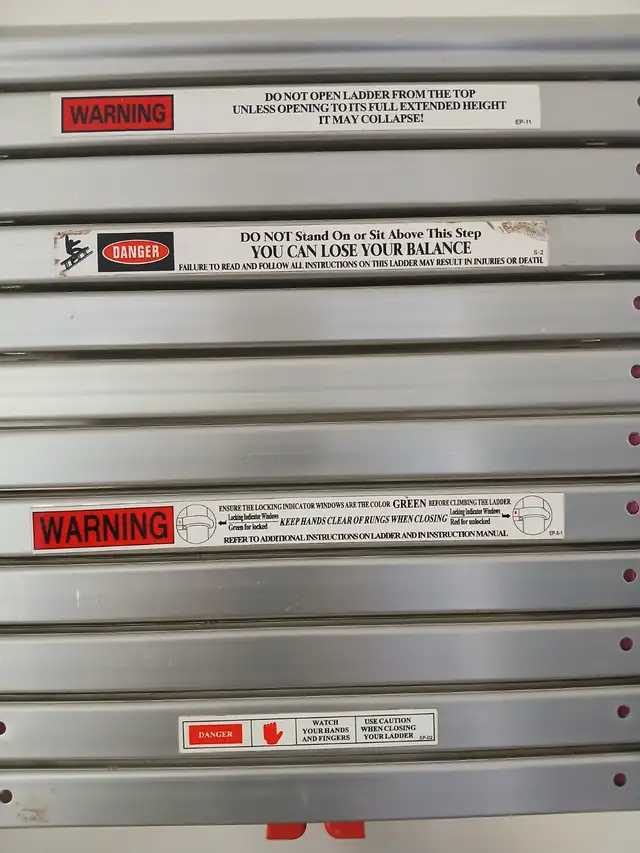 WARNING
DO NOT OPEN LADDER FROM THE TOP
UNLESS OPENING TO ITS FULL EXTENDED HEIGHT
IT MAY COLLAPSE!
EP-11
DANGER
DO NOT Stand On or Sit Above This Step
YOU CAN LOSE YOUR BALANCE
S-2
FAILURE TO READ AND FOLLOW ALL INSTRUCTIONS ON THIS LADDER MAY RESULT IN INJURIES OR DEATH.
WARNING
ENSURE THE LOCKING INDICATOR WINDOWS ARE THE COLOR GREEN BEFORE CLIMBING THE LADDER
Locking Indicator Windows
Green for locked
KEEP HANDS CLEAR OF RUNGS WHEN CLOSING
Locking Indicator Windows
Red for unlocked
REFER TO ADDITIONAL INSTRUCTIONS ON LADDER AND IN INSTRUCTION MANUAL
EP-5-1
DANGER
WATCH
YOUR HANDS
AND FINGERS
USE CAUTION
WHEN CLOSING
YOUR LADDER
EP-02